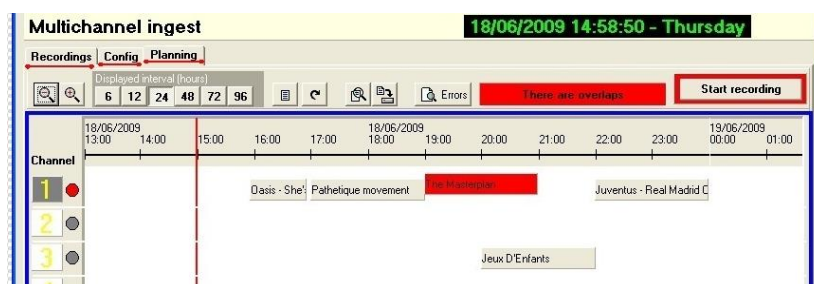 Multichannel ingest
18/06/2009 14:58:50 - Thursday
Recordings Config Planning
Displayed interval (hours)
6 12 24 48 72 96
Errors
There are overlaps
Start recording
18/06/2009 18/06/2009 19/06/2009
13:00 14:00 15:00 16:00 17:00 18:00 19:00 20:00 21:00 22:00 23:00 00:00 01:00
Channel
1 Oasis - She': Pathetique movement The Masterplan Juventus - Real Madrid C
2
3 Jeux D'Enfants